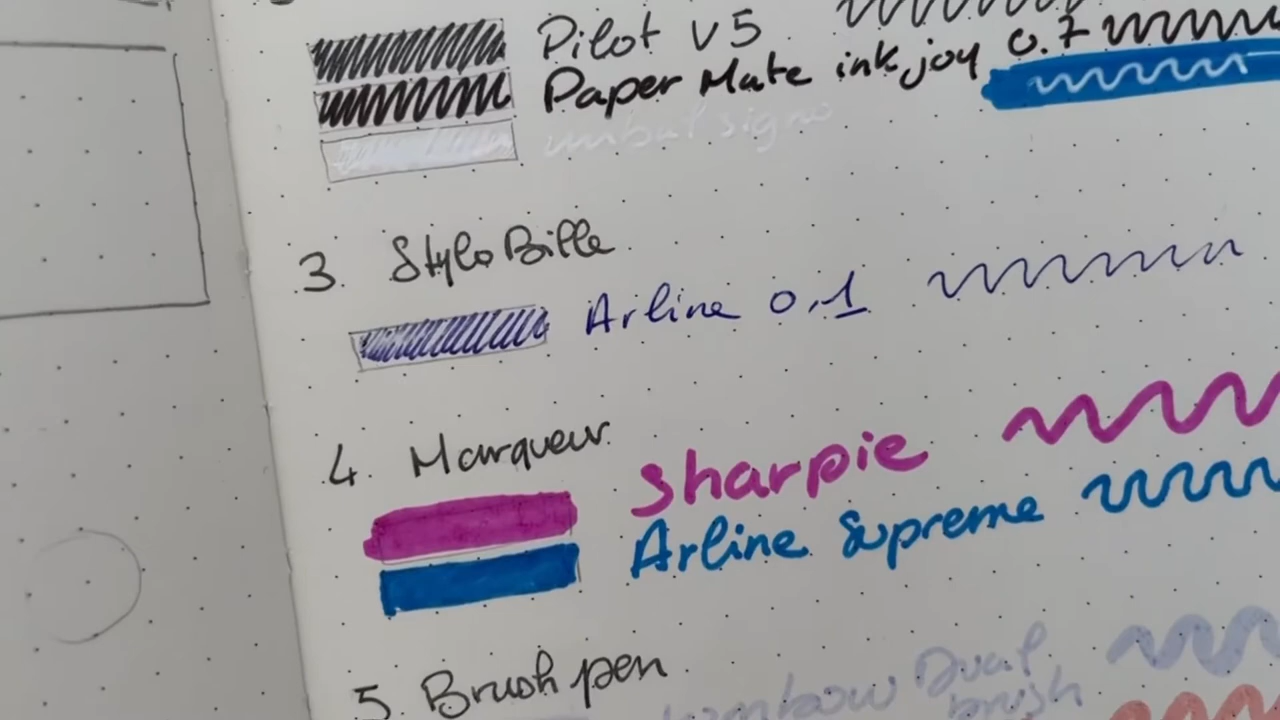 Pilot V5
Paper Mate inkjoy 0.7
3. Stylo Bille
Arline 0.1
4. Marqueur
Sharpie
Arline Supreme
5. Brush pen
Tombow Dual
brush